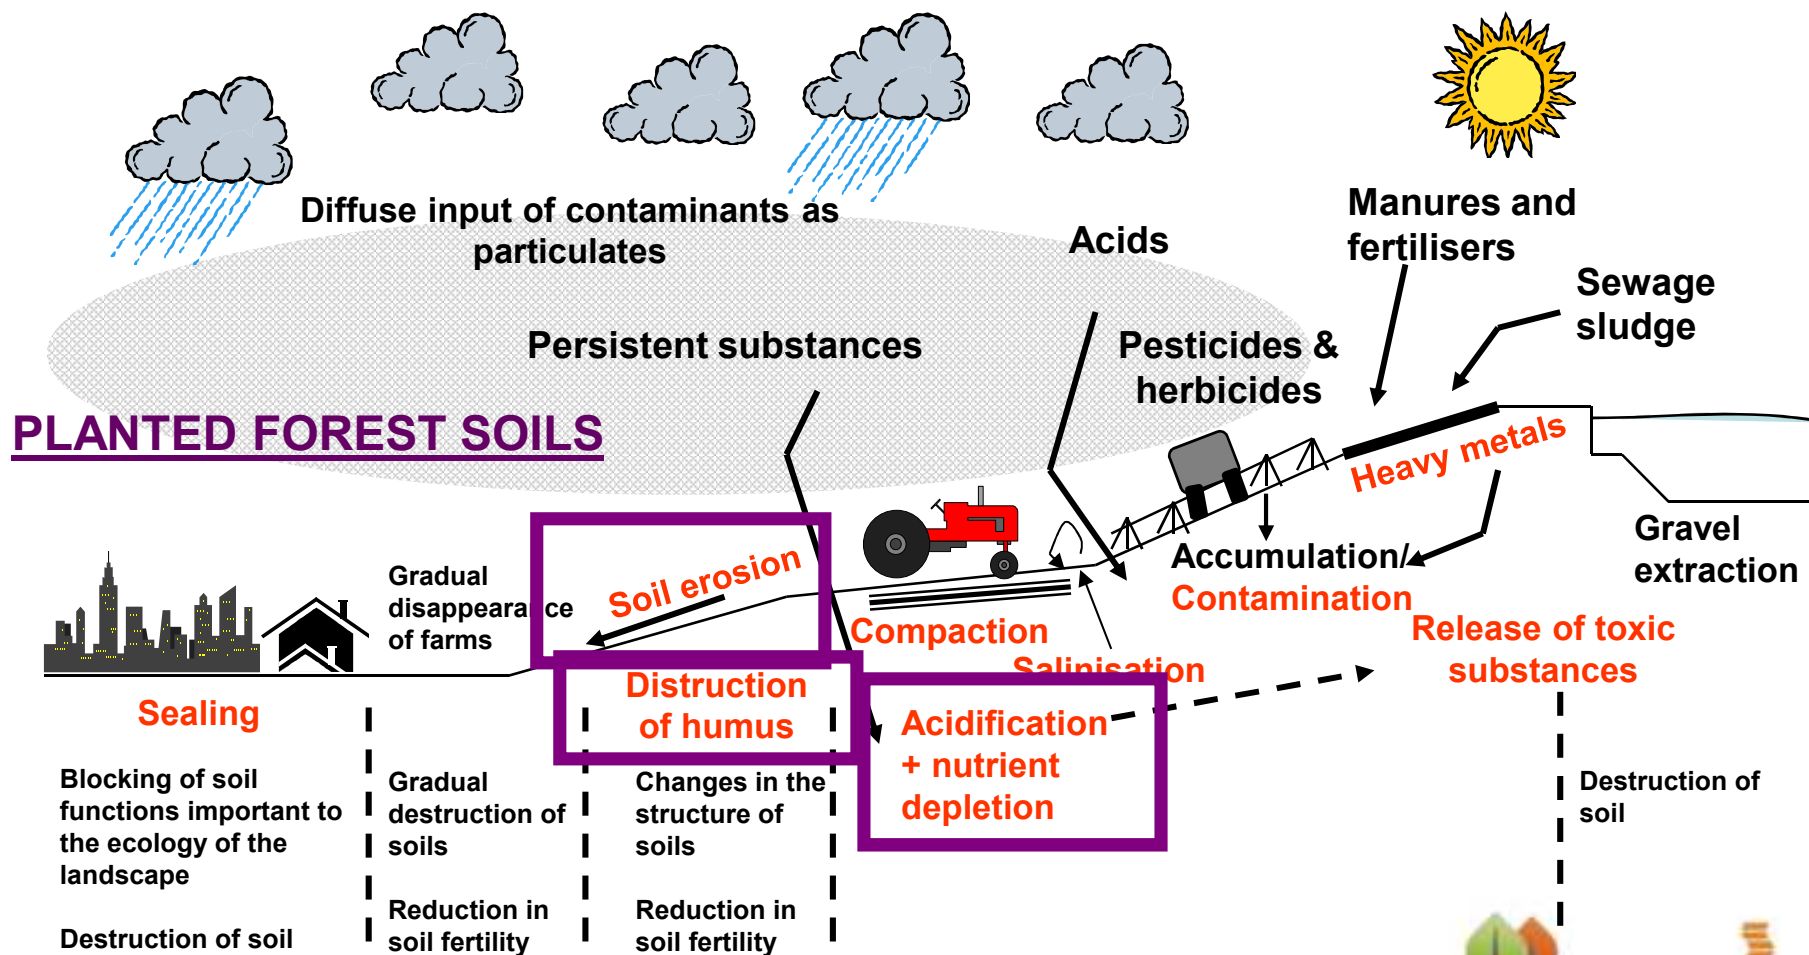 Diffuse input of contaminants as
particulates
Acids
Manures and
fertilisers
Sewage
sludge
Persistent substances
Pesticides &
herbicides
PLANTED FOREST SOILS
Heavy metals
Gravel
extraction
Accumulation/
Contamination
Soil erosion
Gradual
disappearance
of farms
Compaction
Salinisation
Release of toxic
substances
Sealing
Distruction
of humus
Acidification
+ nutrient
depletion
Blocking of soil
functions important to
the ecology of the
landscape
Destruction of soil
Gradual
destruction of
soils
Reduction in
soil fertility
Changes in the
structure of
soils
Reduction in
soil fertility
Destruction of
soil